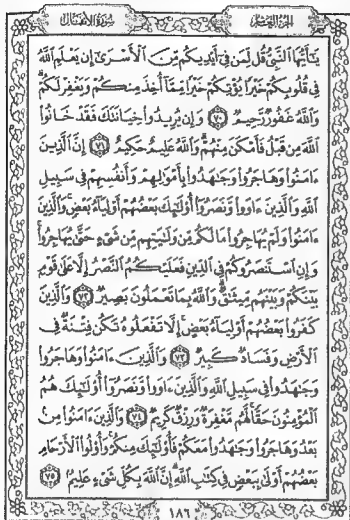 الجزء العاشر
سورة الأنفال
يَـٰٓأَيُّهَا ٱلنَّبِىُّ قُل لِّمَن فِىٓ أَيْدِيكُم مِّنَ ٱلْأَسْرَىٰٓ إِن يَعْلَمِ ٱللَّهُ
فِى قُلُوبِكُمْ خَيْرًا يُؤْتِكُمْ خَيْرًا مِّمَّآ أُخِذَ مِنكُمْ وَيَغْفِرْ لَكُمْ
وَٱللَّهُ غَفُورٌ رَّحِيمٌ ٧٠ وَإِن يُرِيدُوا۟ خِيَانَتَكَ فَقَدْ خَانُوا۟
ٱللَّهَ مِن قَبْلُ فَأَمْكَنَ مِنْهُمْ وَٱللَّهُ عَلِيمٌ حَكِيمٌ ٧١ إِنَّ ٱلَّذِينَ
ءَامَنُوا۟ وَهَاجَرُوا۟ وَجَـٰهَدُوا۟ بِأَمْوَٰلِهِمْ وَأَنفُسِهِمْ فِى سَبِيلِ
ٱللَّهِ وَٱلَّذِينَ ءَاوَوا۟ وَّنَصَرُوٓا۟ أُو۟لَـٰٓئِكَ بَعْضُهُمْ أَوْلِيَآءُ بَعْضٍ وَٱلَّذِينَ
ءَامَنُوا۟ وَلَمْ يُهَاجِرُوا۟ مَا لَكُم مِّن وَلَـٰيَتِهِم مِّن شَىْءٍ حَتَّىٰ يُهَاجِرُوا۟
وَإِنِ ٱسْتَنصَرُوكُمْ فِى ٱلدِّينِ فَعَلَيْكُمُ ٱلنَّصْرُ إِلَّا عَلَىٰ قَوْمٍۭ
بَيْنَكُمْ وَبَيْنَهُم مِّيثَـٰقٌ وَٱللَّهُ بِمَا تَعْمَلُونَ بَصِيرٌ ٧٢ وَٱلَّذِينَ
كَفَرُوا۟ بَعْضُهُمْ أَوْلِيَآءُ بَعْضٍ إِلَّا تَفْعَلُوهُ تَكُن فِتْنَةٌ فِى
ٱلْأَرْضِ وَفَسَادٌ كَبِيرٌ ٧٣ وَٱلَّذِينَ ءَامَنُوا۟ وَهَاجَرُوا۟
وَجَـٰهَدُوا۟ فِى سَبِيلِ ٱللَّهِ وَٱلَّذِينَ ءَاوَوا۟ وَّنَصَرُوٓا۟ أُو۟لَـٰٓئِكَ هُمُ
ٱلْمُؤْمِنُونَ حَقًّا لَّهُم مَّغْفِرَةٌ وَرِزْقٌ كَرِيمٌ ٧٤ وَٱلَّذِينَ ءَامَنُوا۟ مِنۢ
بَعْدُ وَهَاجَرُوا۟ وَجَـٰهَدُوا۟ مَعَكُمْ فَأُو۟لَـٰٓئِكَ مِنكُمْ وَأُو۟لُوا۟ ٱلْأَرْحَامِ
بَعْضُهُمْ أَوْلَىٰ بِبَعْضٍ فِى كِتَـٰبِ ٱللَّهِ إِنَّ ٱللَّهَ بِكُلِّ شَىْءٍ عَلِيمٌۢ ٧٥
١٨٦